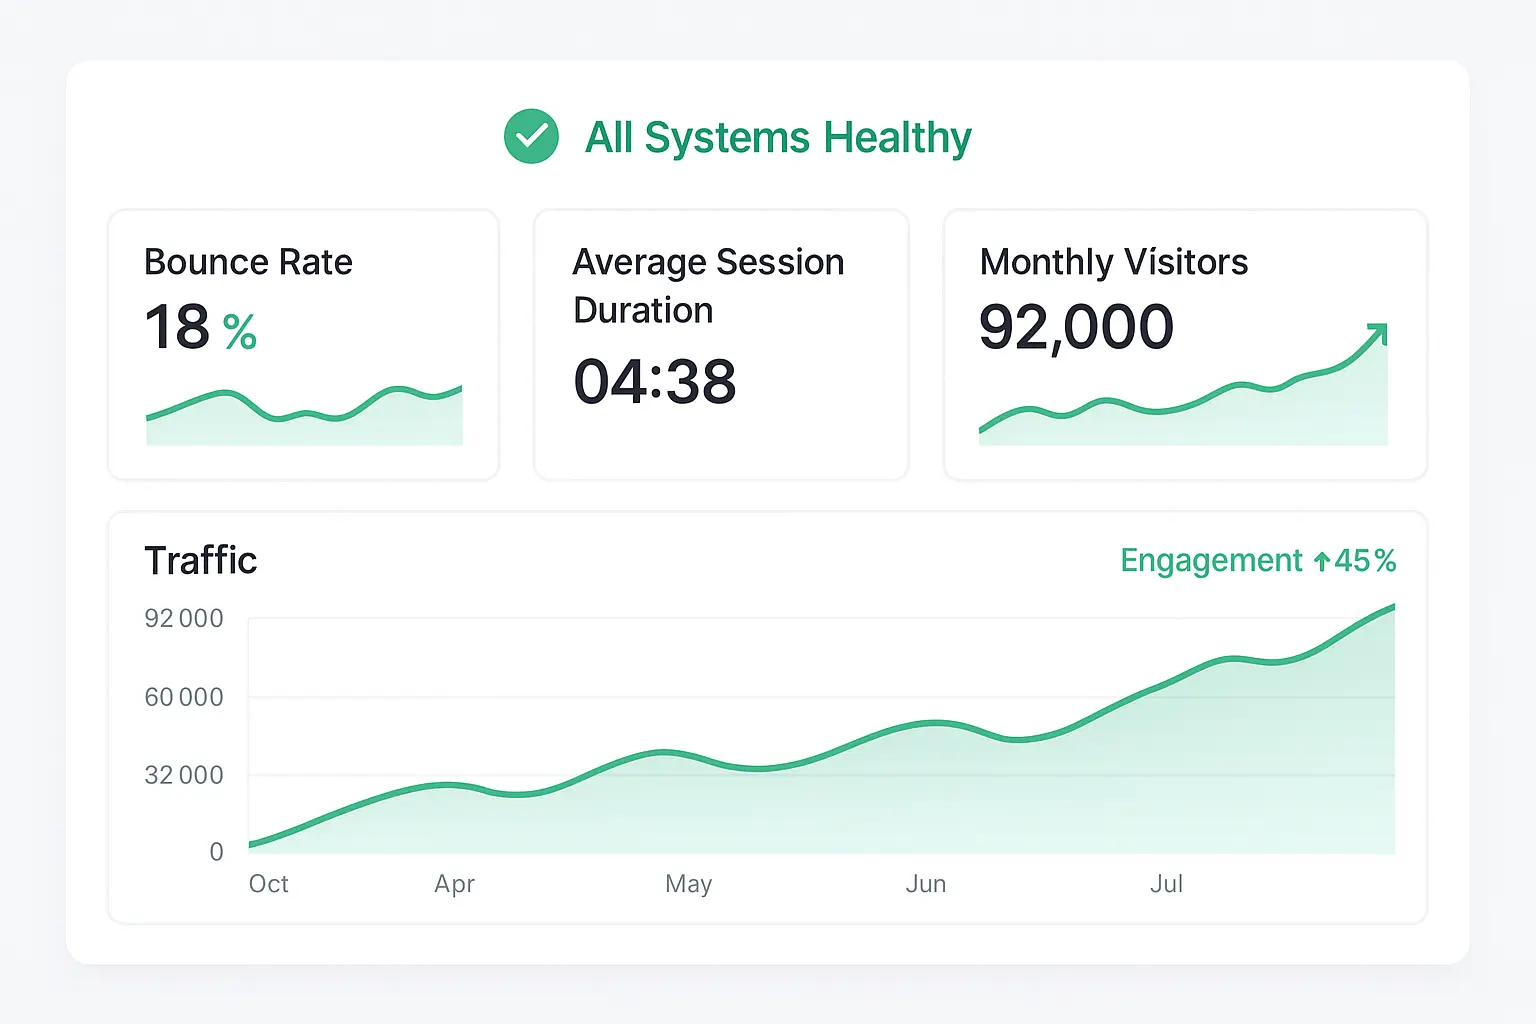 All Systems Healthy
Bounce Rate
18 %
Average Session
Duration
04:38
Monthly Vísitors
92,000
Traffic
Engagement ↑45%
92 000
60 000
32 000
0
Oct Apr May Jun Jul